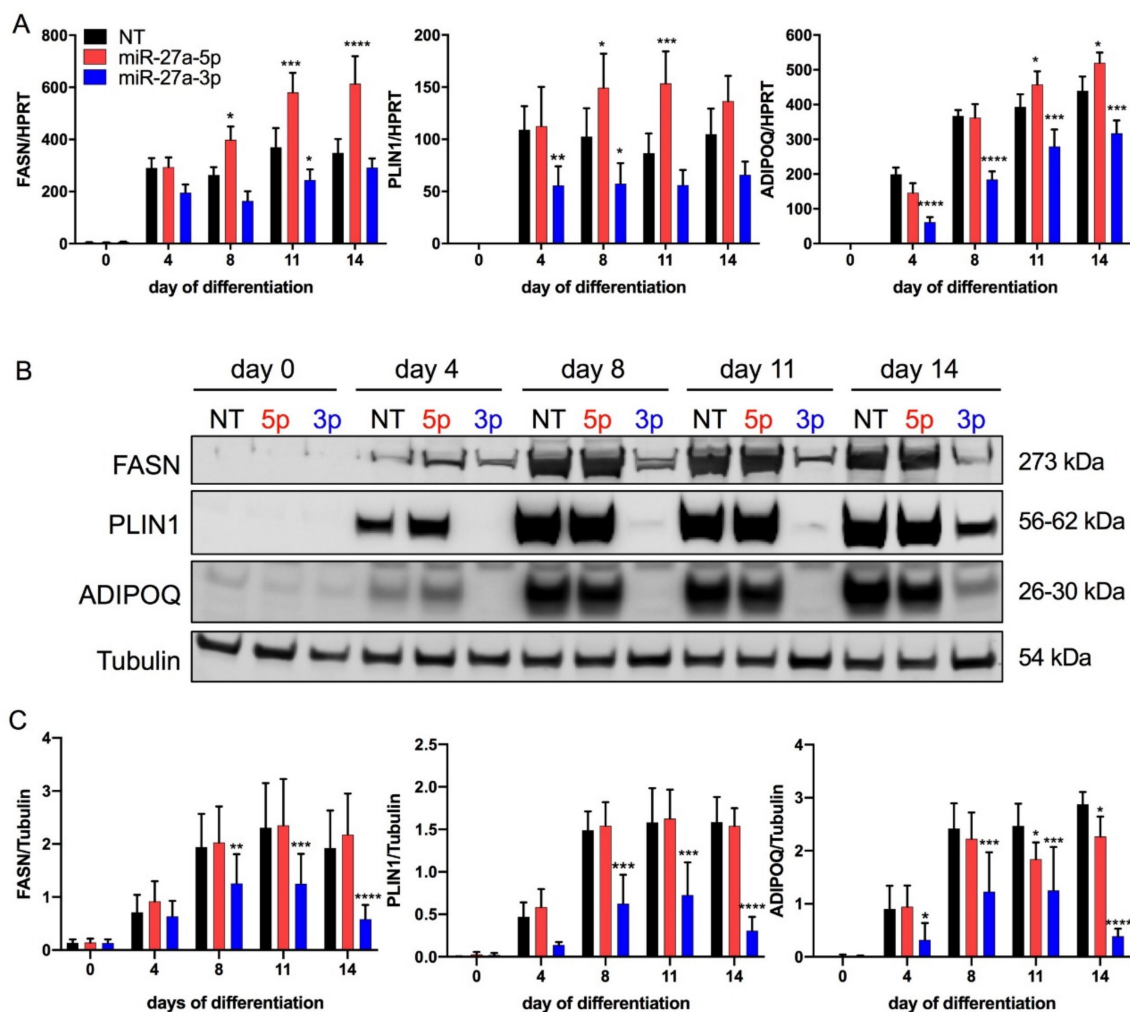 A
NT
miR-27a-5p
miR-27a-3p
FASN/HPRT
800
600
400
200
0
* *** **** *
0 4 8 11 14
day of differentiation
PLIN1/HPRT
200
150
100
50
0
** * * ***
0 4 8 11 14
day of differentiation
ADIPOQ/HPRT
600
500
400
300
200
100
0
**** **** * *** * ***
0 4 8 11 14
day of differentiation
B
day 0 day 4 day 8 day 11 day 14
NT 5p 3p NT 5p 3p NT 5p 3p NT 5p 3p NT 5p 3p
FASN 273 kDa
PLIN1 56-62 kDa
ADIPOQ 26-30 kDa
Tubulin 54 kDa
C
FASN/Tubulin
4
3
2
1
0
** *** ****
0 4 8 11 14
days of differentiation
PLIN1/Tubulin
2.5
2.0
1.5
1.0
0.5
0.0
*** *** ****
0 4 8 11 14
day of differentiation
ADIPOQ/Tubulin
4
3
2
1
0
* *** * *** * ****
0 4 8 11 14
day of differentiation